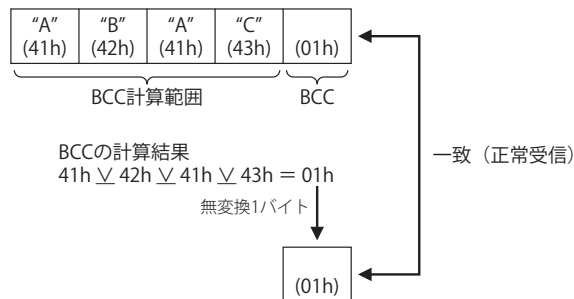 “A” “B” “A” “C”
(41h) (42h) (41h) (43h) (01h)
BCC計算範囲 BCC
BCCの計算結果
41h ⊻ 42h ⊻ 41h ⊻ 43h = 01h
一致（正常受信）
無変換1バイト
(01h)